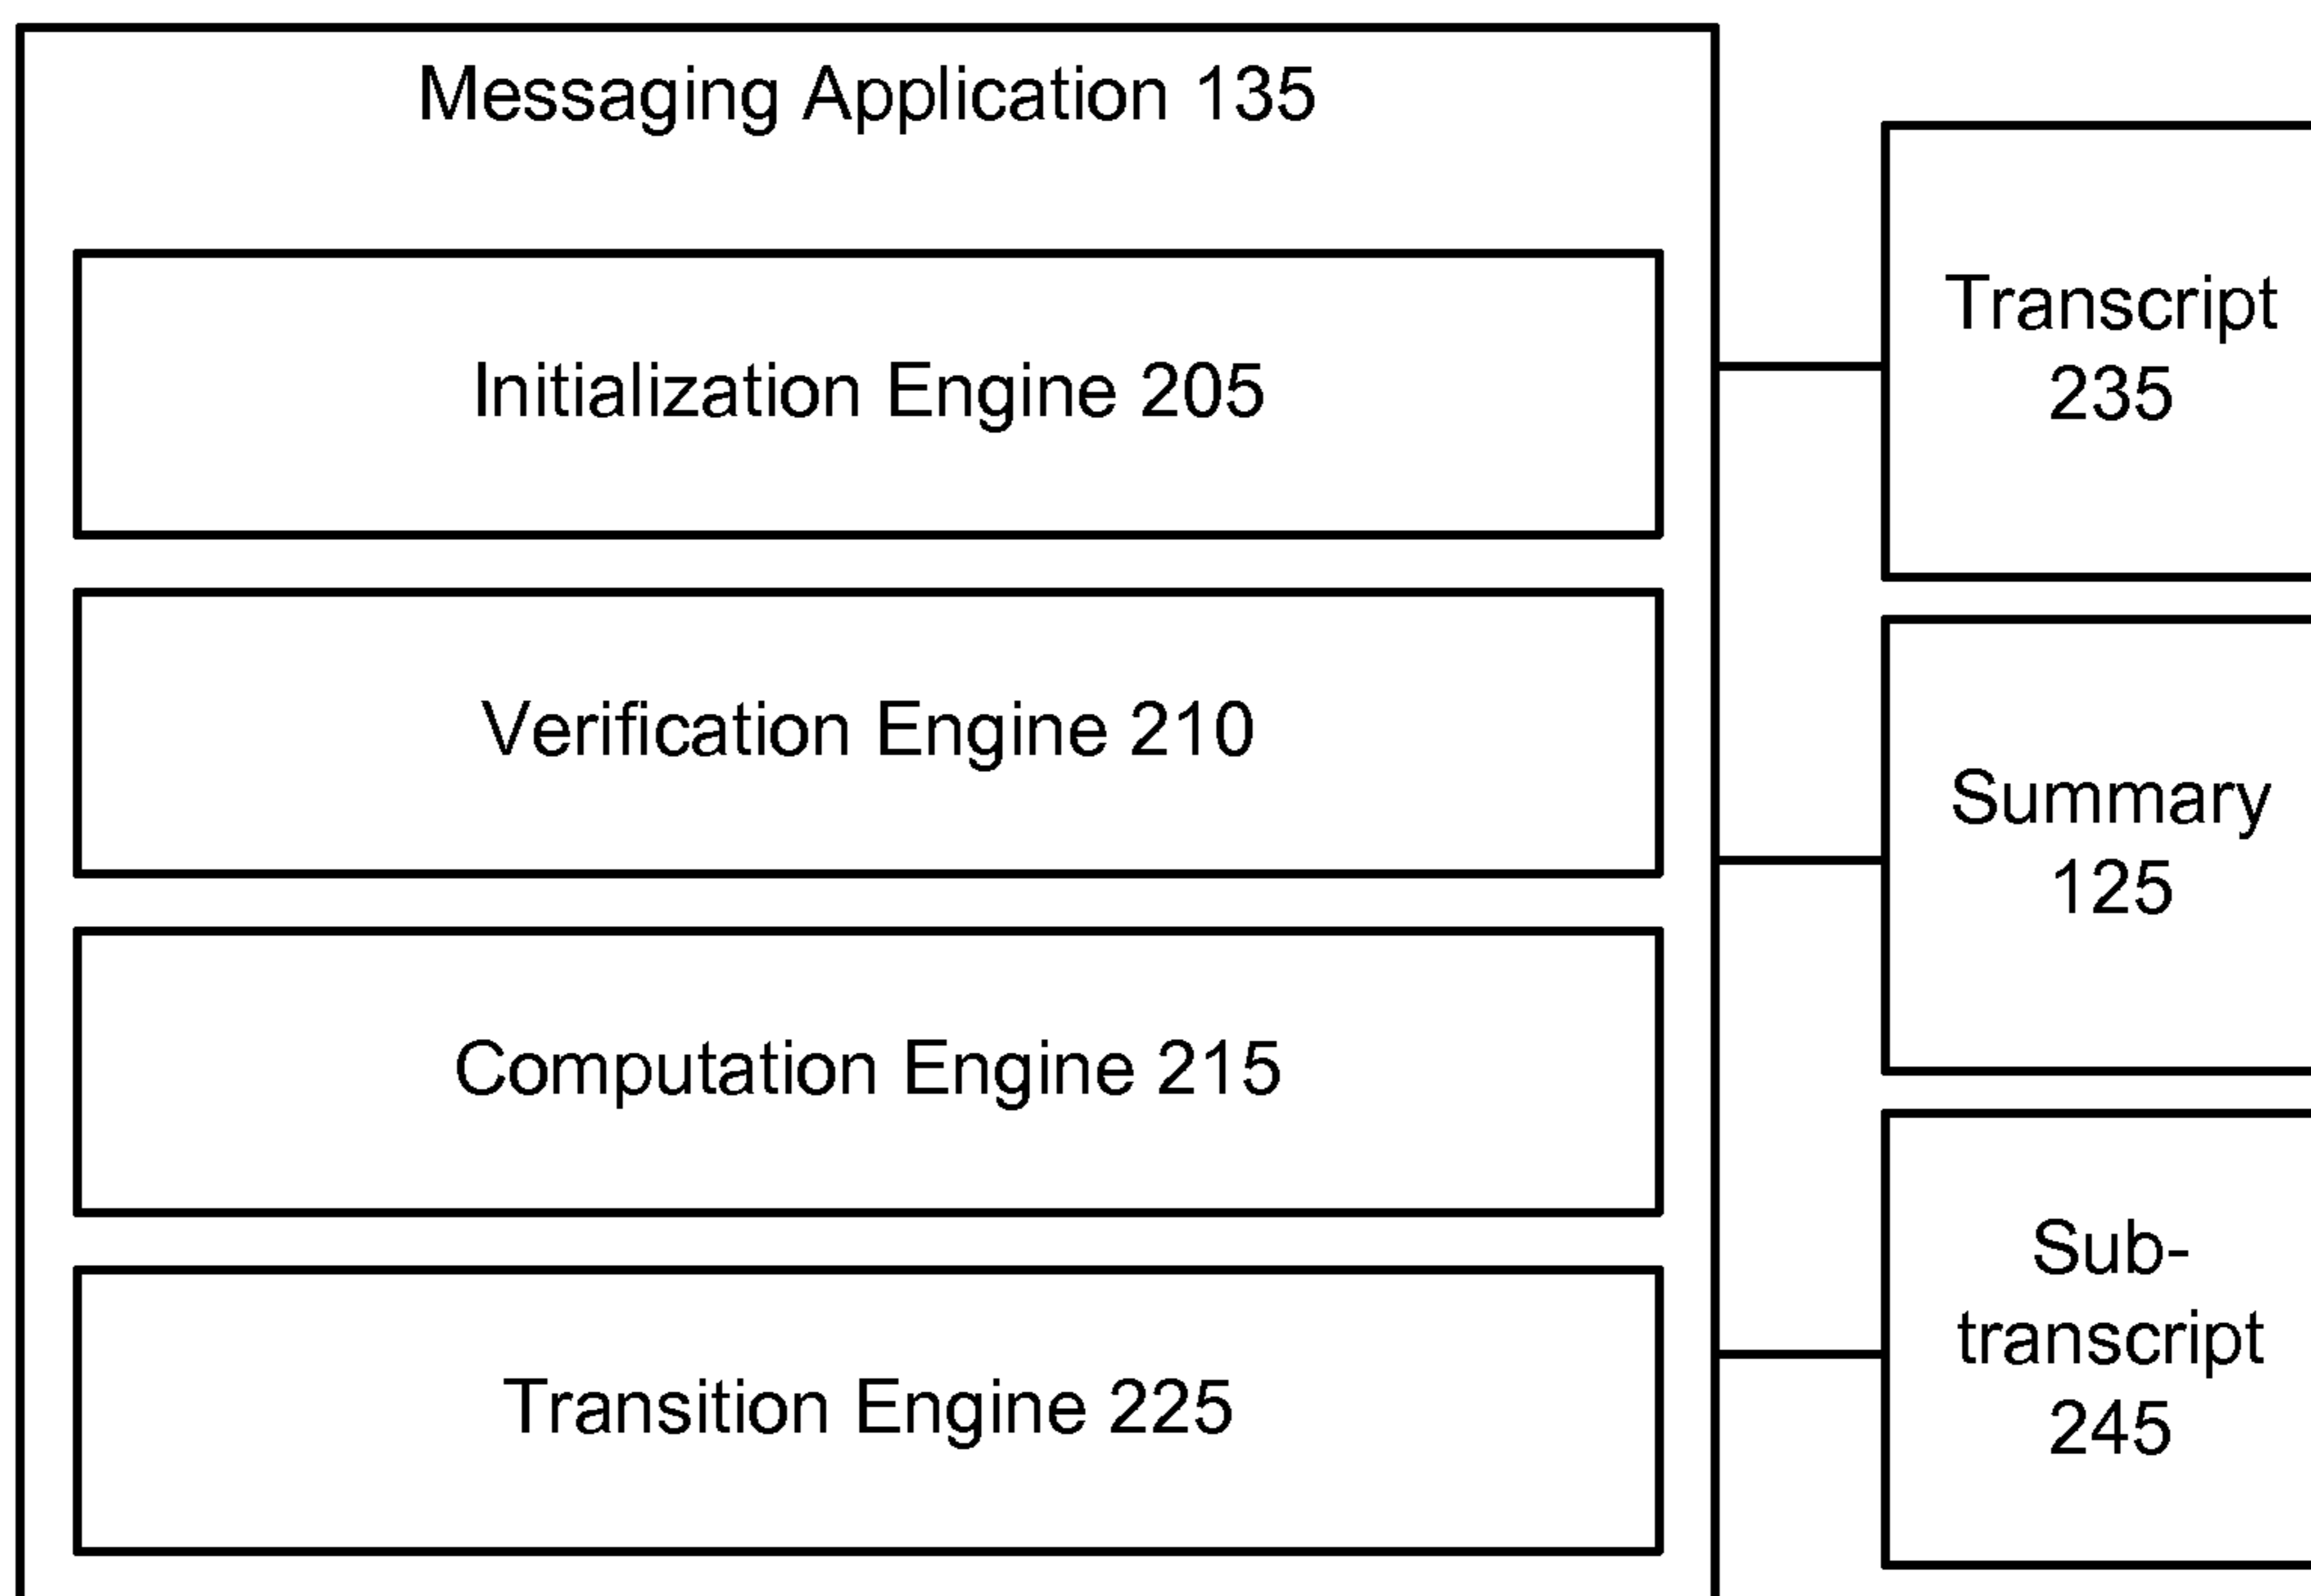 Messaging Application 135
Initialization Engine 205
Verification Engine 210
Computation Engine 215
Transition Engine 225
Transcript
235
Summary
125
Sub-
transcript
245